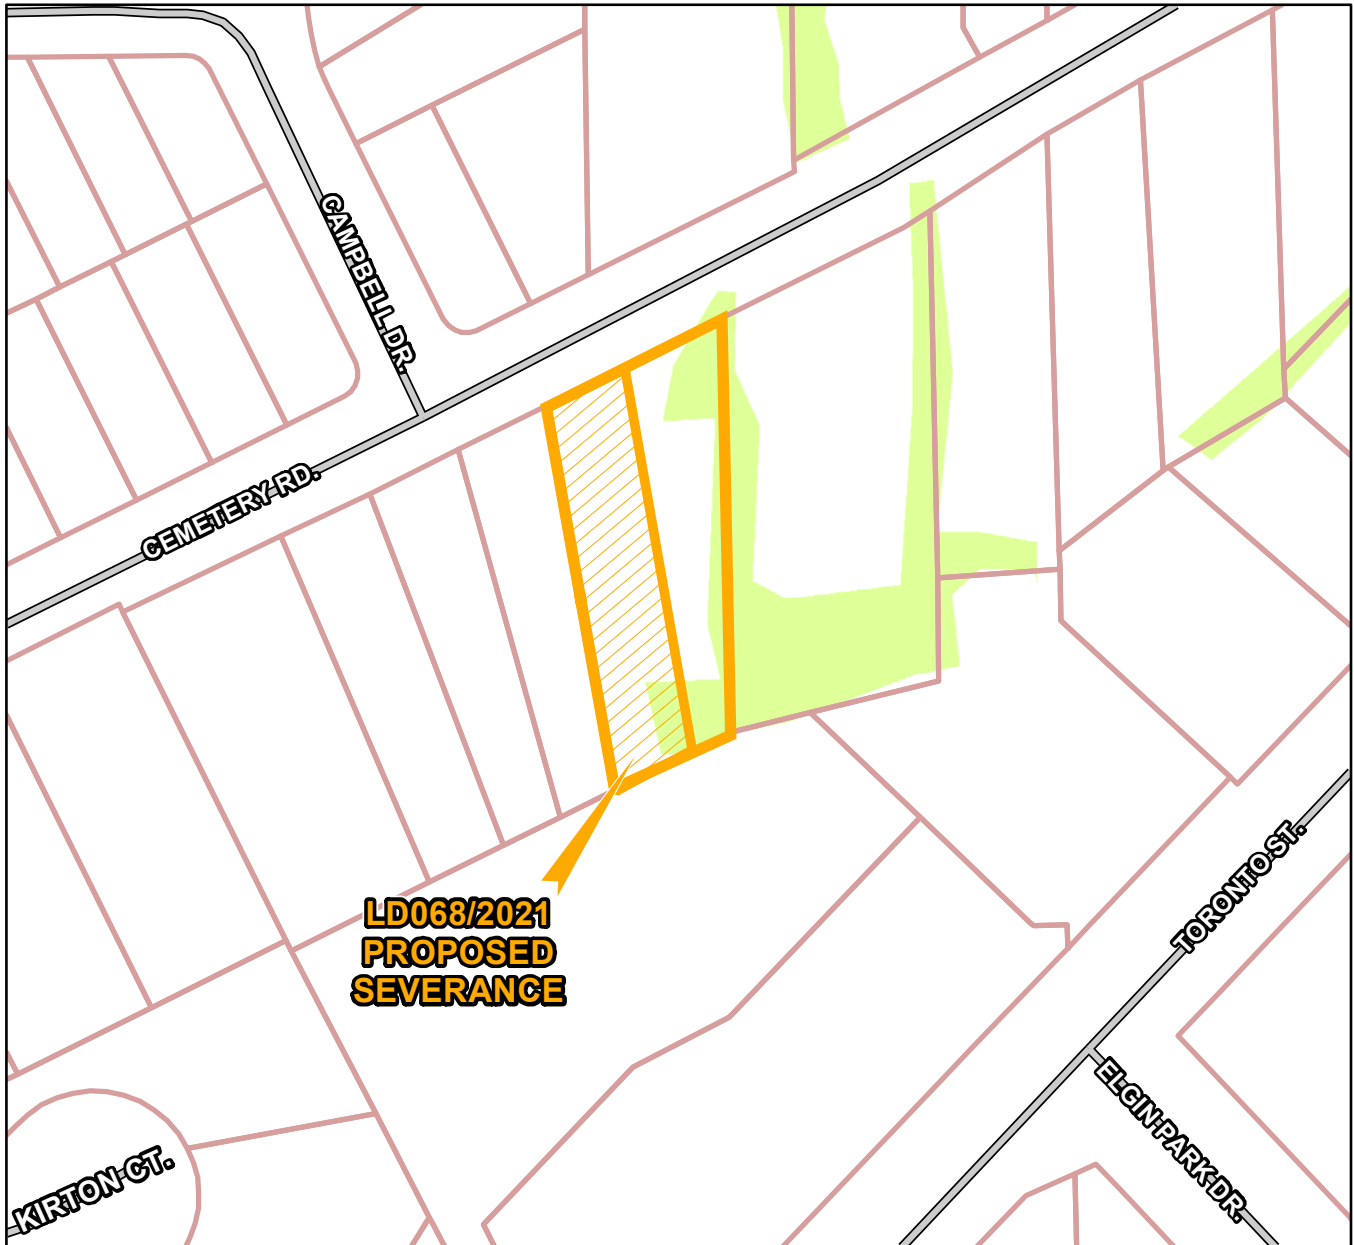 CAMPBELL DR.
CEMETERY RD.
LD068/2021
PROPOSED
SEVERANCE
TORONTO ST.
ELGIN PARK DR.
KIRTON CT.